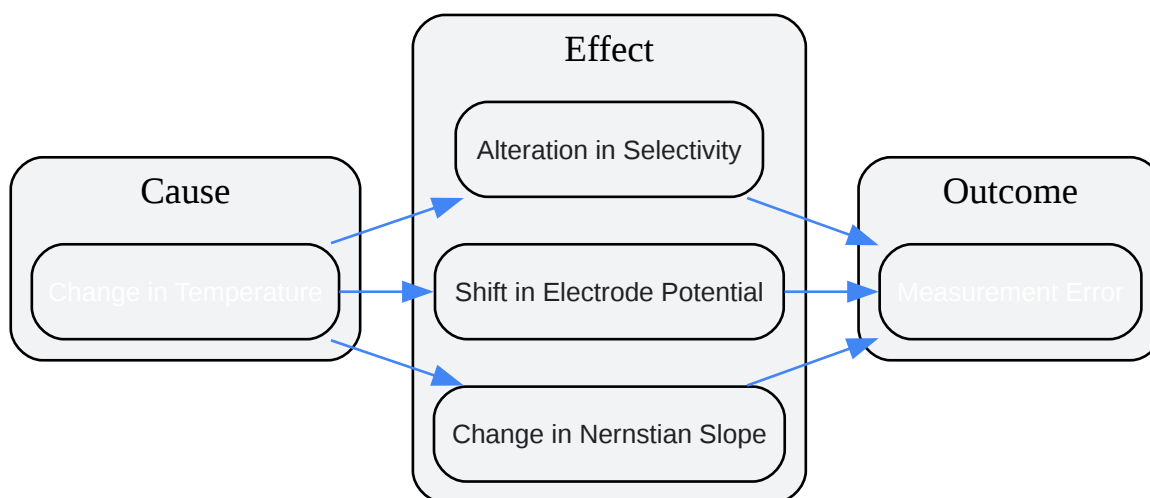 Effect
Alteration in Selectivity
Cause
Outcome
Change in Temperature
Shift in Electrode Potential
Measurement Error
Change in Nernstian Slope